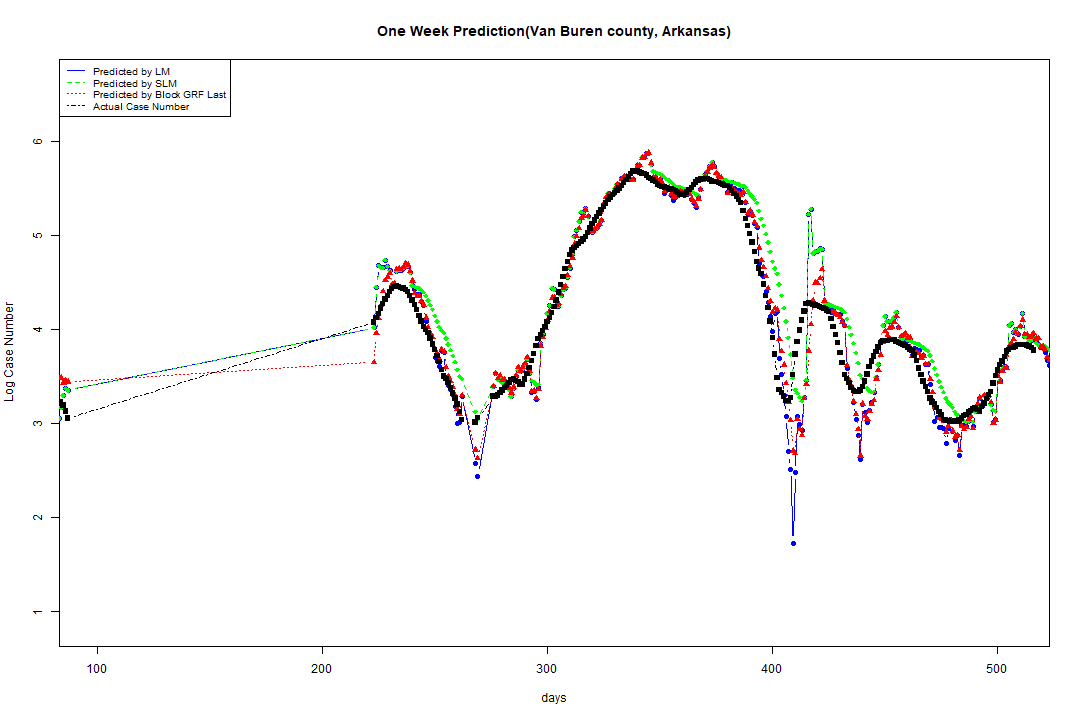 One Week Prediction(Van Buren county, Arkansas)
Predicted by LM
Predicted by SLM
Predicted by Block GRF Last
Actual Case Number
6
5
4
3
2
1
Log Case Number
100 200 300 400 500
days